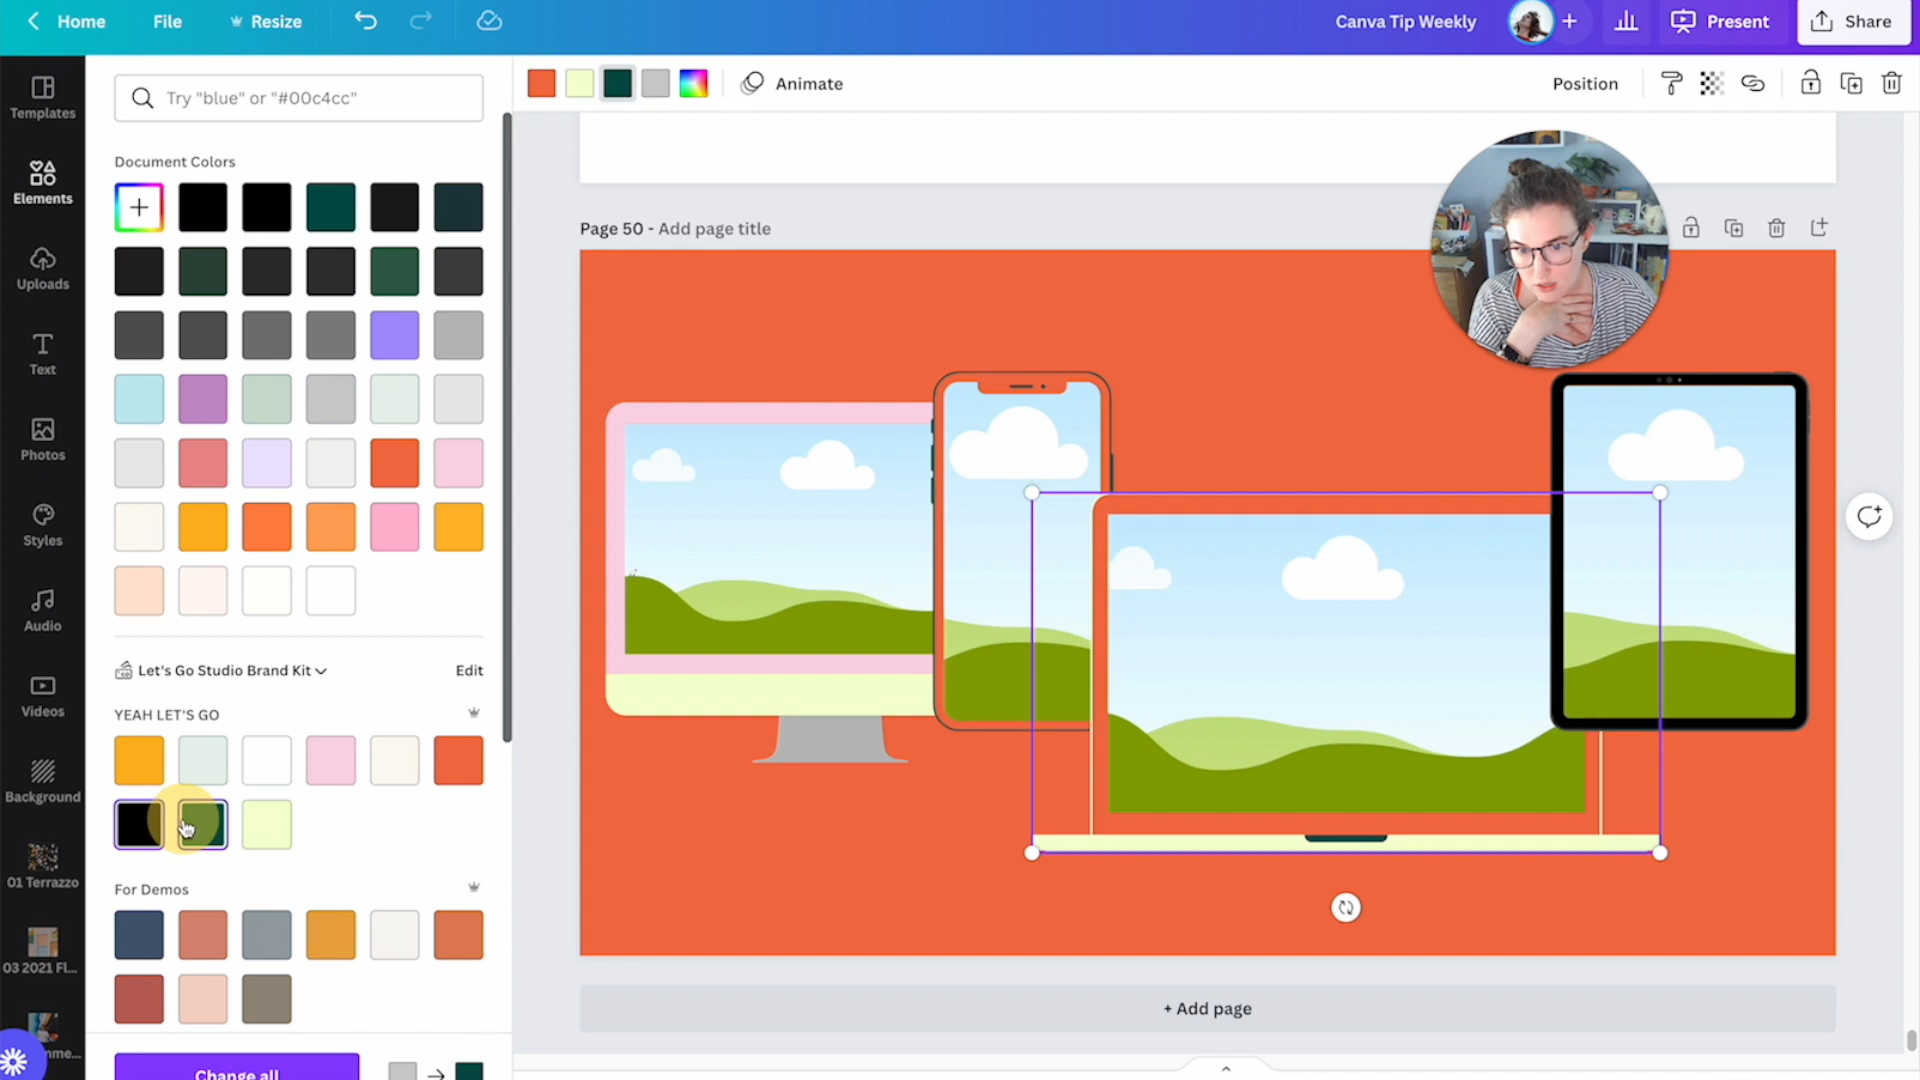 Home
File
Resize
Canva Tip Weekly
Present
Share
Templates
Elements
Uploads
Text
Photos
Styles
Audio
Videos
Background
01 Terrazzo
03 2021 Fl...
Try "blue" or "#00c4cc"
Document Colors
Let's Go Studio Brand Kit
Edit
YEAH LET'S GO
For Demos
Change all
Animate
Position
Page 50 - Add page title
+ Add page